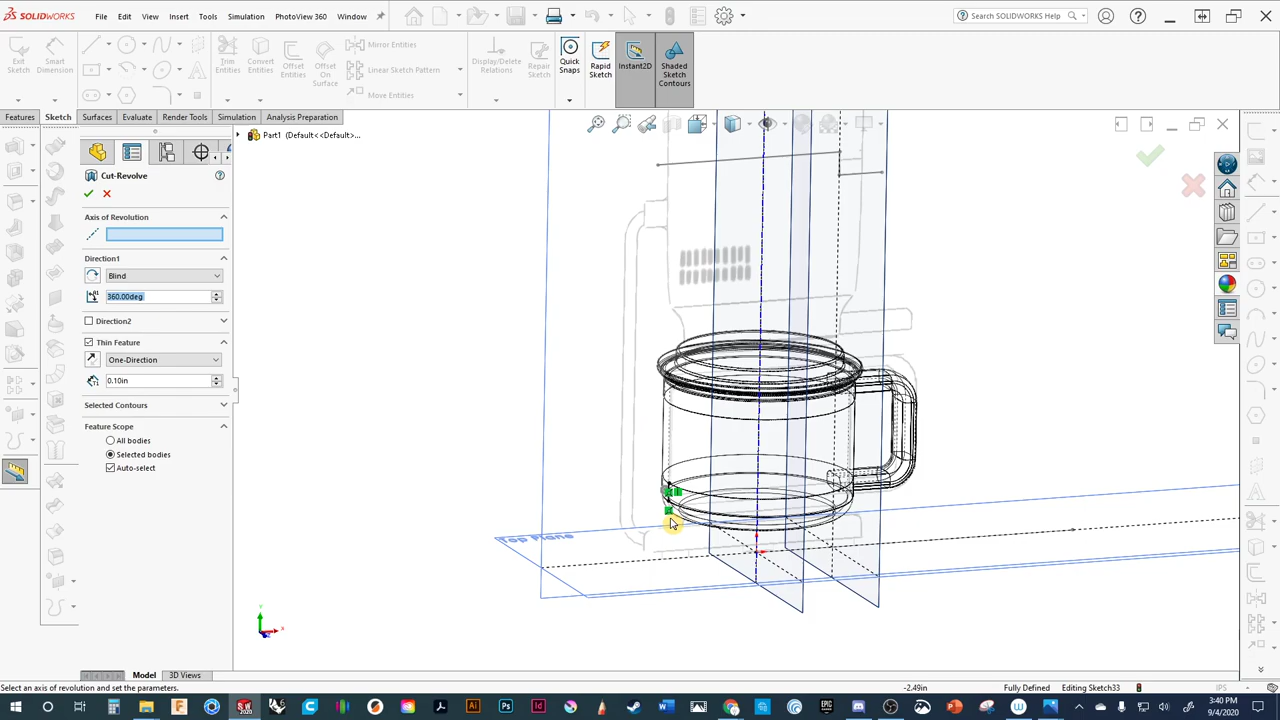 SOLIDWORKS
File Edit View Insert Tools Simulation PhotoView 360 Window
Search SOLIDWORKS Help
Exit Sketch
Smart Dimension
Trim Entities
Convert Entities
Offset Entities
Offset On Surface
Mirror Entities
Linear Sketch Pattern
Move Entities
Display/Delete Relations
Repair Sketch
Quick Snaps
Rapid Sketch
Instant2D
Shaded Sketch Contours
Features Sketch Surfaces Evaluate Render Tools Simulation Analysis Preparation
Part1 (Default<<Default>...
Cut-Revolve
Axis of Revolution
Direction1
Blind
360.00deg
Direction2
Thin Feature
One-Direction
0.10in
Selected Contours
Feature Scope
All bodies
Selected bodies
Auto-select
Top Plane
Y
X
Model 3D Views
Select an axis of revolution and set the parameters.
-2.49in Fully Defined Editing Sketch33 IPS
3:40 PM
9/4/2020